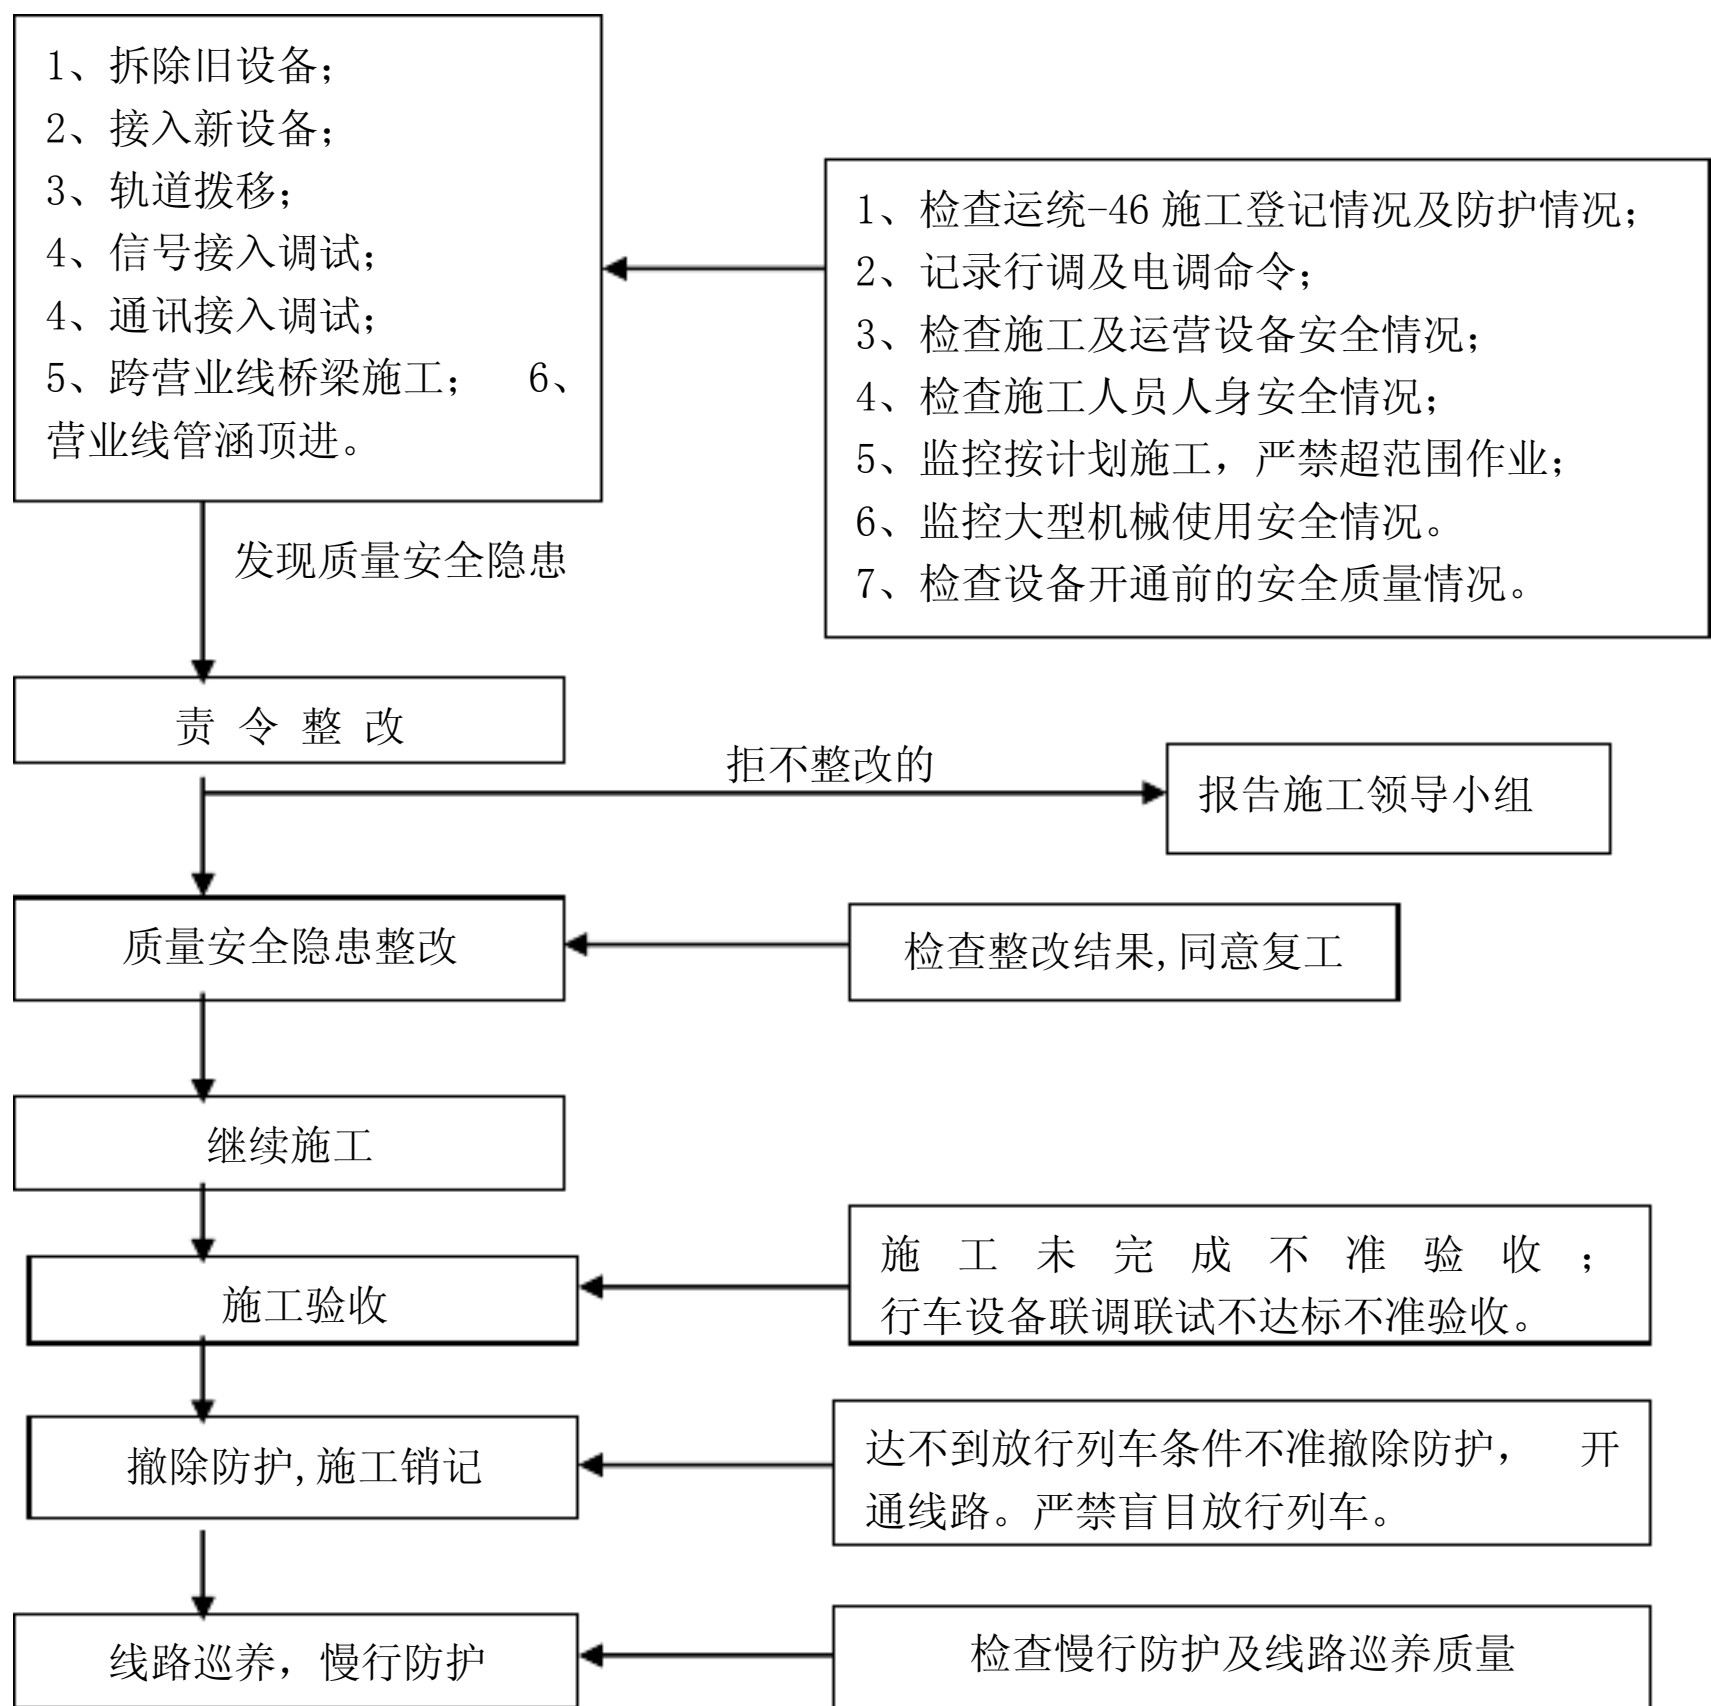 1、拆除旧设备；
2、接入新设备；
3、轨道拨移；
4、信号接入调试；
4、通讯接入调试；
5、跨营业线桥梁施工； 6、
营业线管涵顶进。
1、检查运统-46 施工登记情况及防护情况；
2、记录行调及电调命令；
3、检查施工及运营设备安全情况；
4、检查施工人员人身安全情况；
5、监控按计划施工，严禁超范围作业；
6、监控大型机械使用安全情况。
7、检查设备开通前的安全质量情况。
发现质量安全隐患
责 令 整 改
拒不整改的
报告施工领导小组
质量安全隐患整改
检查整改结果,同意复工
继续施工
施工验收
施 工 未 完 成 不 准 验 收 ；
行车设备联调联试不达标不准验收。
撤除防护,施工销记
达不到放行列车条件不准撤除防护， 开
通线路。严禁盲目放行列车。
线路巡养，慢行防护
检查慢行防护及线路巡养质量